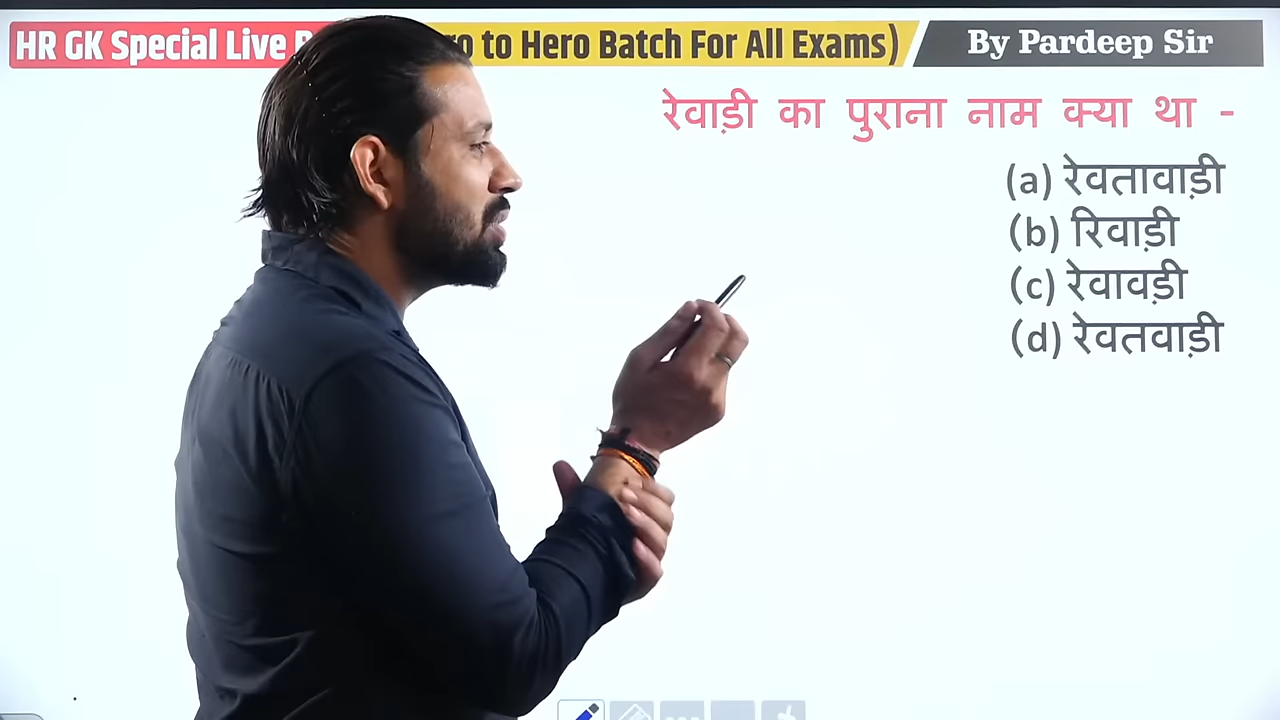 HR GK Special Live to Hero Batch For All Exams)
By Pardeep Sir
रेवाड़ी का पुराना नाम क्या था -
(a) रेवतावाड़ी
(b) रिवाड़ी
(c) रेवावड़ी
(d) रेवतवाड़ी